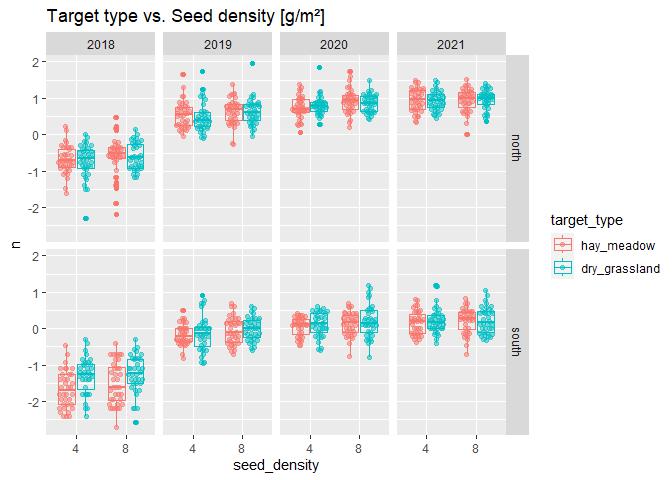 Target type vs. Seed density [g/m²]
2018 2019 2020 2021
2
1
0
-1
-2
north
n
2
1
0
-1
-2
south
4 8 4 8 4 8 4 8
seed_density
target_type
hay_meadow
dry_grassland